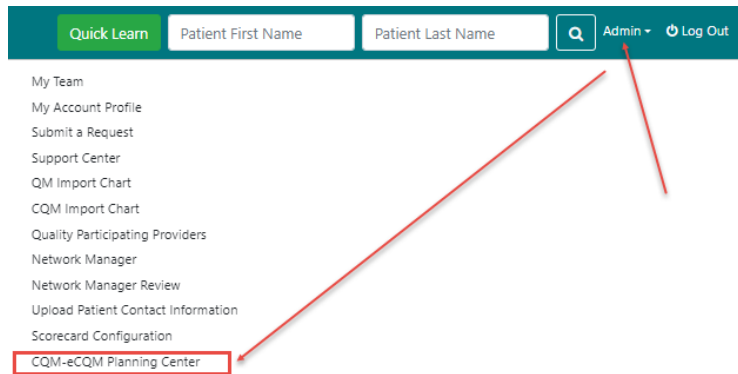 Quick Learn Patient First Name Patient Last Name Admin Log Out
My Team
My Account Profile
Submit a Request
Support Center
QM Import Chart
CQM Import Chart
Quality Participating Providers
Network Manager
Network Manager Review
Upload Patient Contact Information
Scorecard Configuration
CQM-eCQM Planning Center